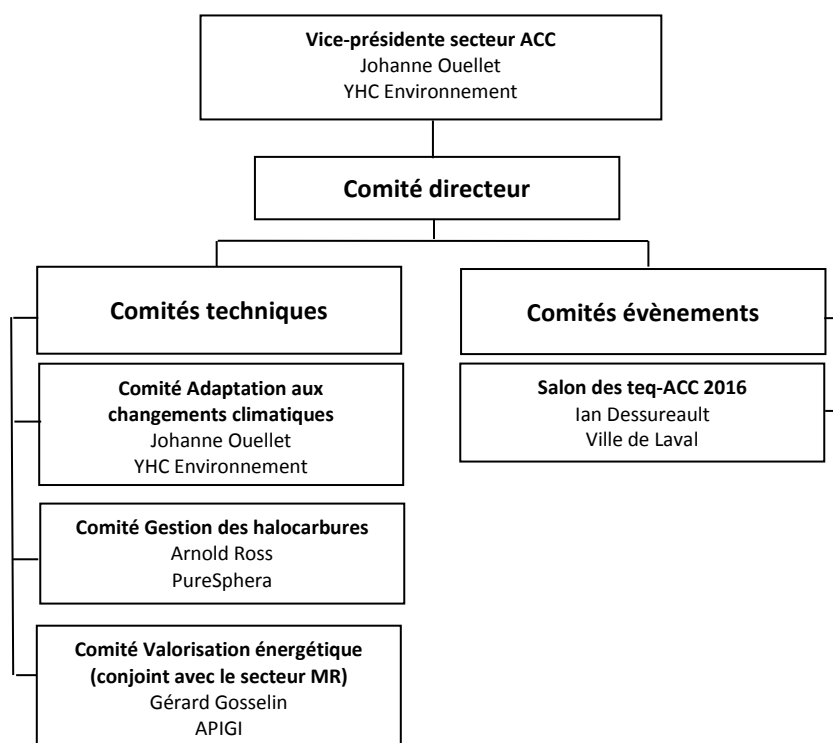 Vice-présidente secteur ACC
Johanne Ouellet
YHC Environnement
Comité directeur
Comités techniques
Comité Adaptation aux
changements climatiques
Johanne Ouellet
YHC Environnement
Comité Gestion des halocarbures
Arnold Ross
PureSphera
Comité Valorisation énergétique
(conjoint avec le secteur MR)
Gérard Gosselin
APIGI
Comités évènements
Salon des teq-ACC 2016
Ian Dessureault
Ville de Laval